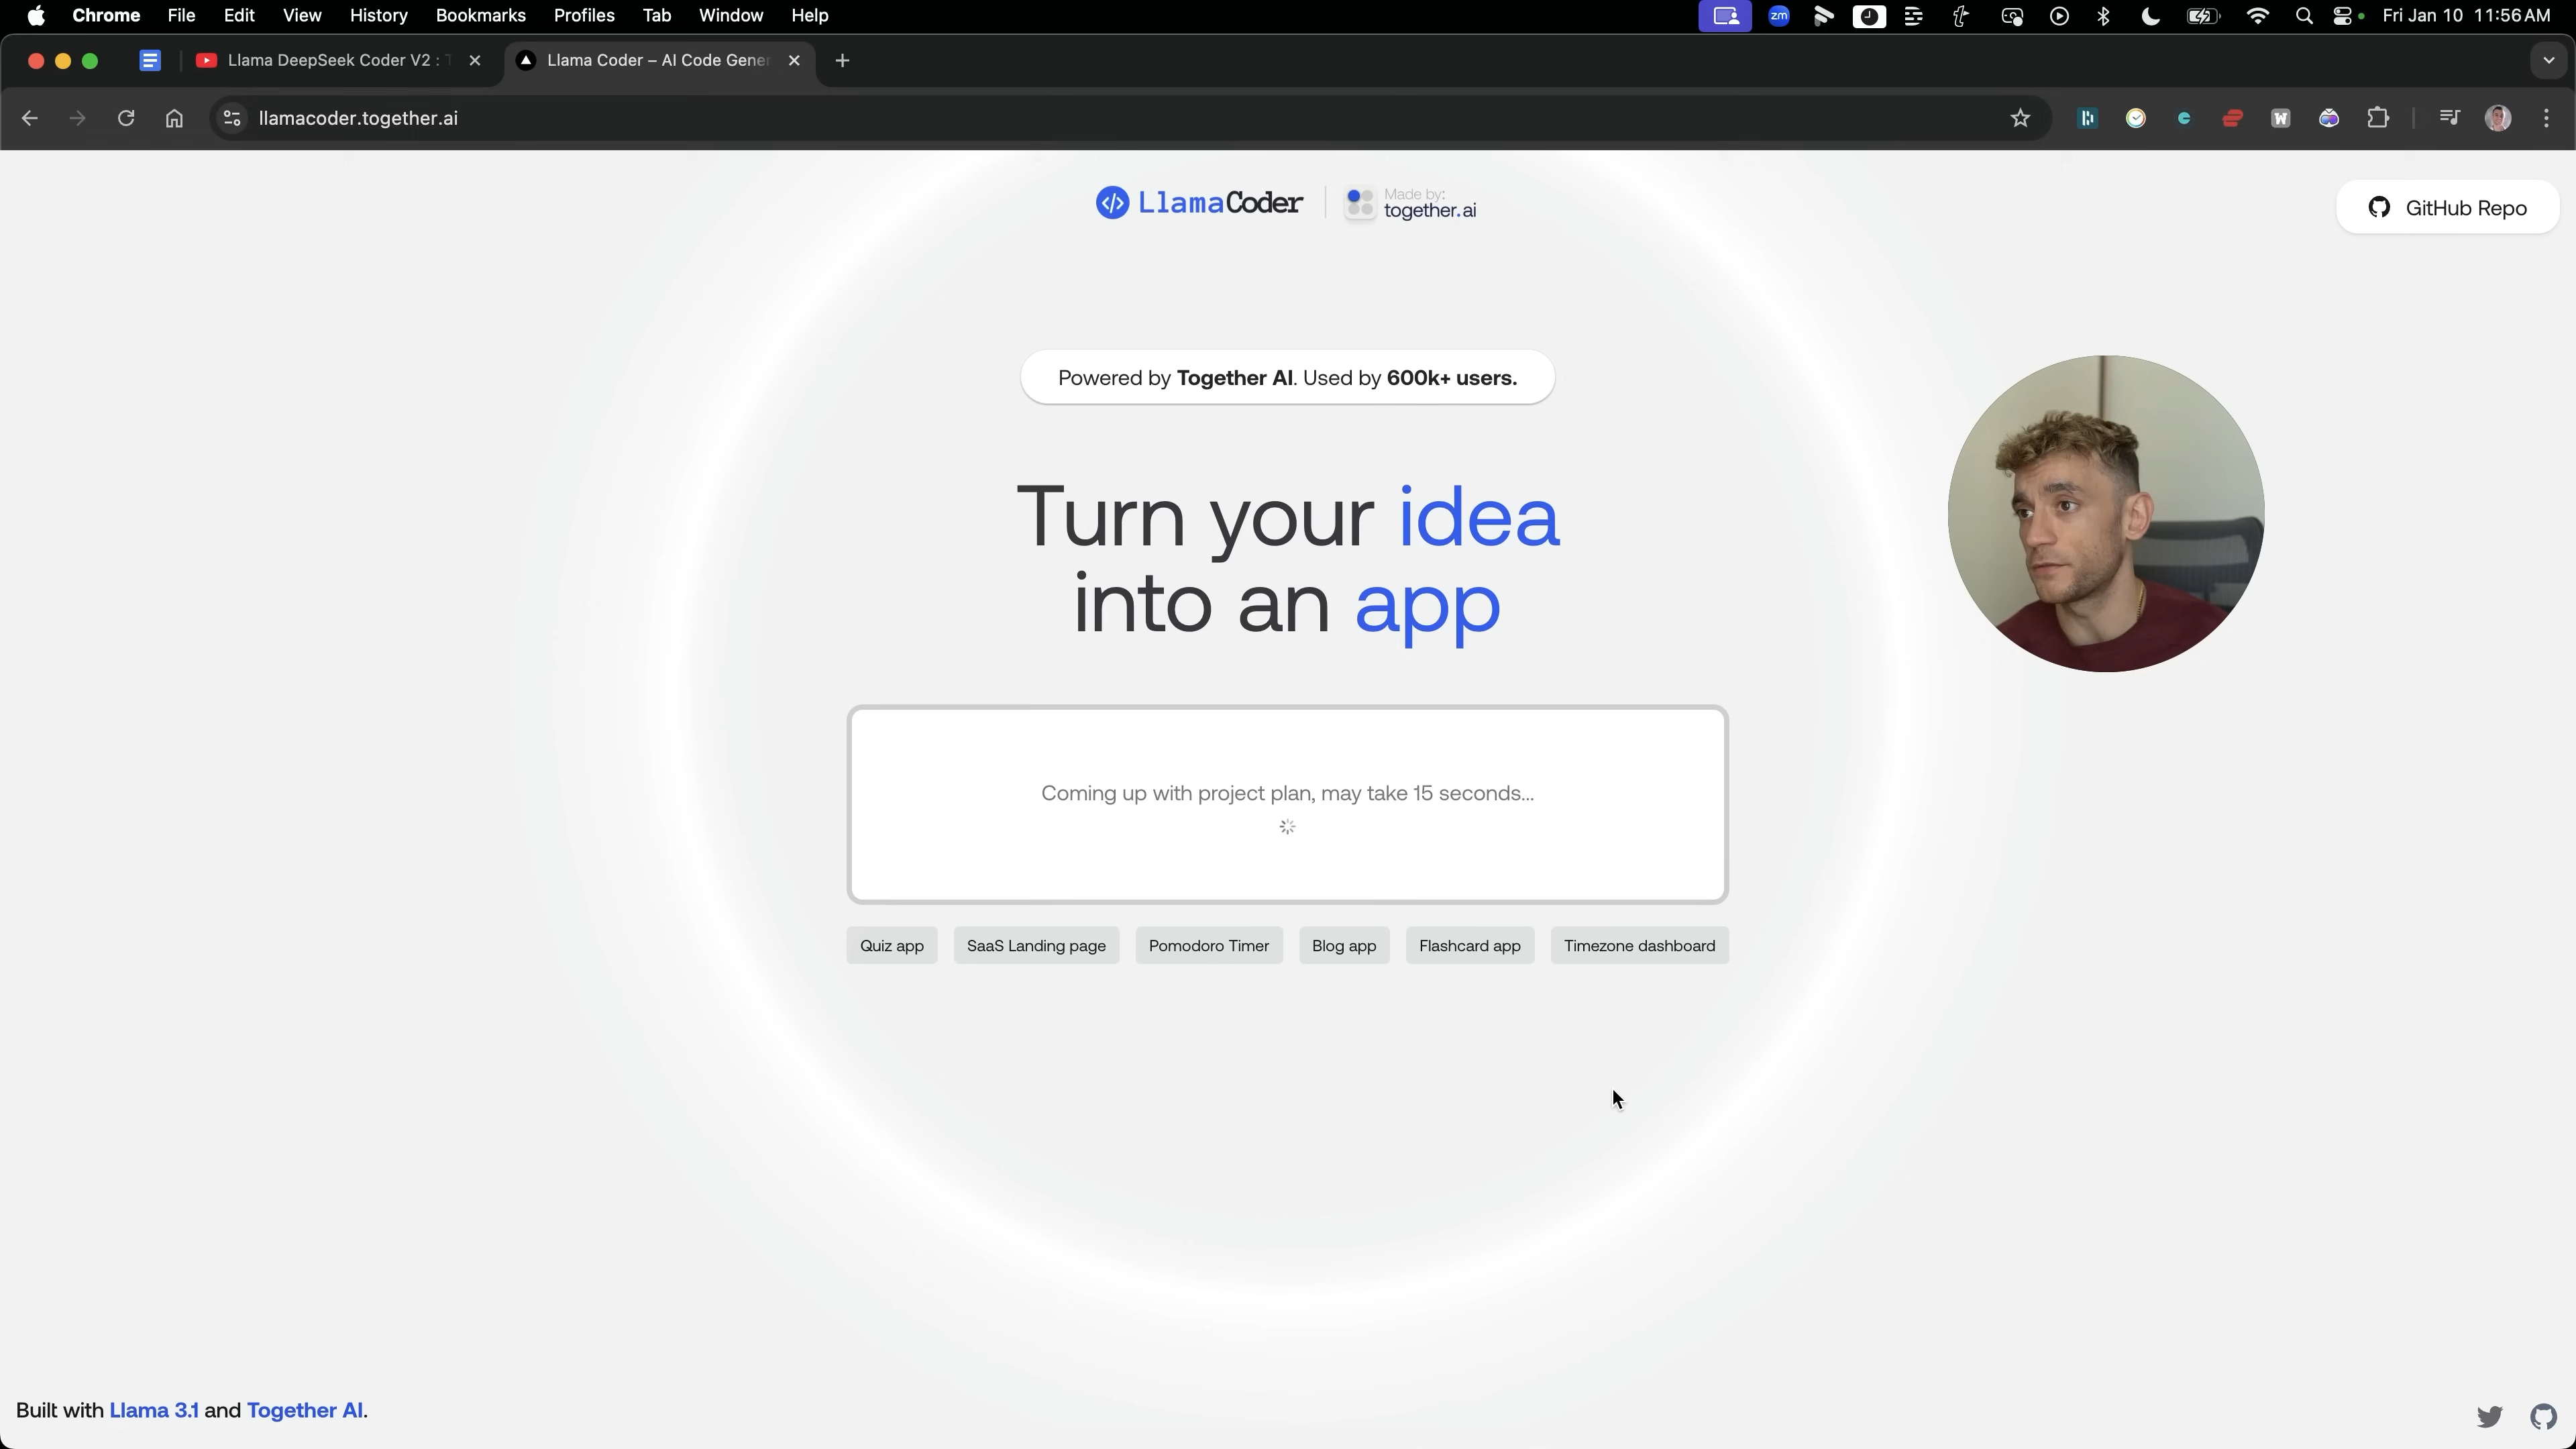 Chrome File Edit View History Bookmarks Profiles Tab Window Help
zm
Fri Jan 10 11:56 AM
Llama DeepSeek Coder V2 :
Llama Coder – AI Code Gener
llamacoder.together.ai
W
LlamaCoder
Made by:
together.ai
GitHub Repo
Powered by Together AI. Used by 600k+ users.
Turn your idea
into an app
Coming up with project plan, may take 15 seconds...
Quiz app SaaS Landing page Pomodoro Timer Blog app Flashcard app Timezone dashboard
Built with Llama 3.1 and Together AI.